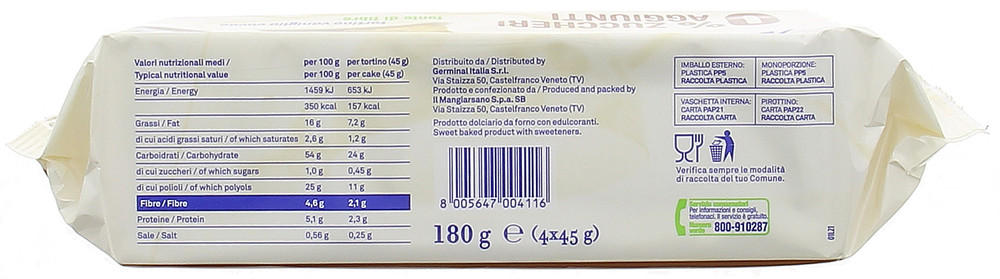 % ZUCCHERI
AGGIUNTI
tortino vaniglia
fonte di fibre
Valori nutrizionali medi / per 100 g per tortino (45 g)
Typical nutritional value per 100 g per cake (45 g)
Energia / Energy 1459 kJ 653 kJ
350 kcal 157 kcal
Grassi / Fat 16 g 7,2 g
di cui acidi grassi saturi / of which saturates 2,6 g 1,2 g
Carboidrati / Carbohydrate 54 g 24 g
di cui zuccheri / of which sugars 1,0 g 0,45 g
di cui polioli / of which polyols 25 g 11 g
Fibre / Fibre 4,6 g 2,1 g
Proteine / Protein 5,1 g 2,3 g
Sale / Salt 0,56 g 0,25 g
Distribuito da / Distributed by
Germinal Italia S.r.l.
Via Staizza 50, Castelfranco Veneto (TV)
Prodotto e confezionato da / Produced and packed by
Il Mangiarsano S.p.a. SB
Via Staizza 50, Castelfranco Veneto (TV)
Prodotto dolciario da forno con edulcoranti.
Sweet baked product with sweeteners.
8 005647 004116
180 g e (4x45 g)
IMBALLO ESTERNO:
PLASTICA PP5
RACCOLTA PLASTICA
MONOPORZIONE:
PLASTICA PP5
RACCOLTA PLASTICA
VASCHETTA INTERNA:
CARTA PAP21
RACCOLTA CARTA
PIROTTINO:
CARTA PAP22
RACCOLTA CARTA
Verifica sempre le modalità
di raccolta del tuo Comune.
Servizio consumatori
Per informazioni e consigli,
telefonaci. Il servizio è gratuito.
Numero
verde 800-910287
01L21